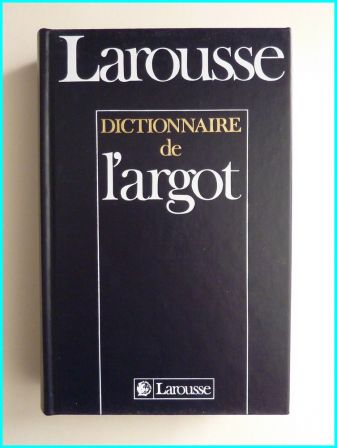 Larousse
DICTIONNAIRE
de
l'argot
Larousse